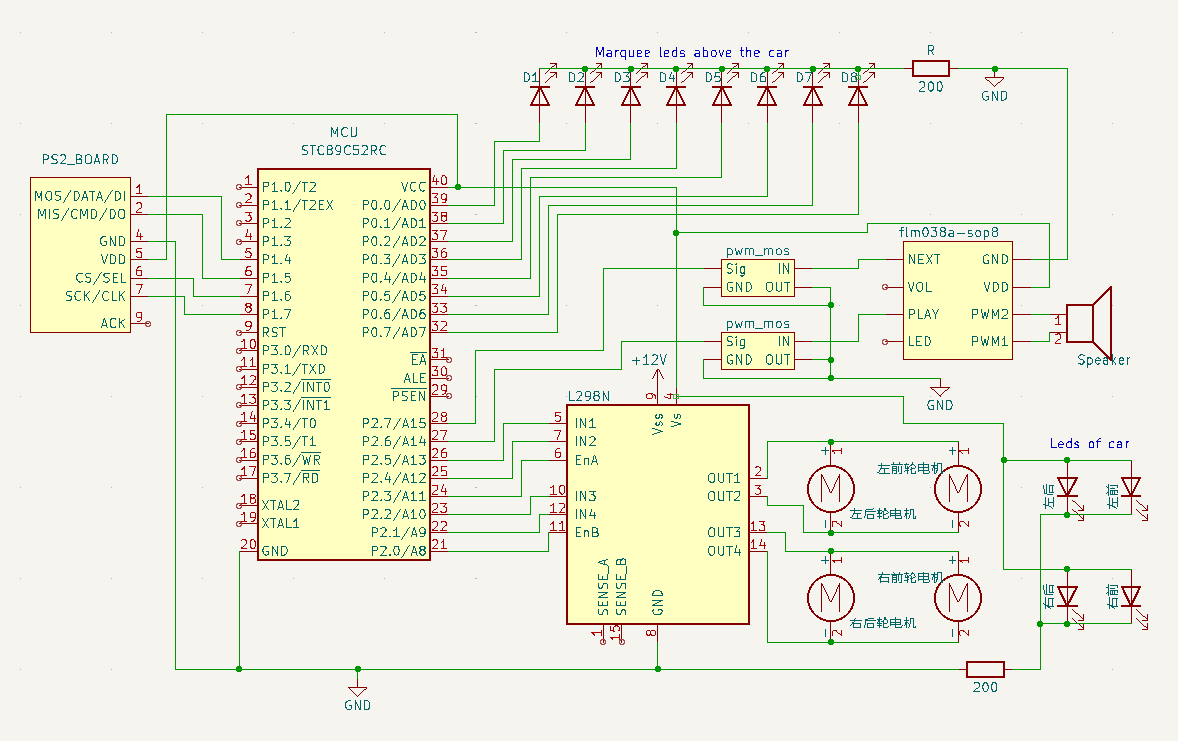 Marquee leds above the car
D1 D2 D3 D4 D5 D6 D7 D8
R
200
GND
PS2_BOARD
MOS/DATA/DI 1
MIS/CMD/DO 2
GND 4
VDD 5
CS/SEL 6
SCK/CLK 7
ACK 9
MCU
STC89C52RC
1 P1.0/T2
2 P1.1/T2EX
3 P1.2
4 P1.3
5 P1.4
6 P1.5
7 P1.6
8 P1.7
9 RST
10 P3.0/RXD
11 P3.1/TXD
12 P3.2/INT0
13 P3.3/INT1
14 P3.4/T0
15 P3.5/T1
16 P3.6/WR
17 P3.7/RD
18 XTAL2
19 XTAL1
20 GND
VCC 40
P0.0/AD0 39
P0.1/AD1 38
P0.2/AD2 37
P0.3/AD3 36
P0.4/AD4 35
P0.5/AD5 34
P0.6/AD6 33
P0.7/AD7 32
EA 31
ALE 30
PSEN 29
P2.7/A15 28
P2.6/A14 27
P2.5/A13 26
P2.4/A12 25
P2.3/A11 24
P2.2/A10 23
P2.1/A9 22
P2.0/A8 21
pwm_mos
Sig IN
GND OUT
pwm_mos
Sig IN
GND OUT
flm038a-sop8
NEXT GND
VOL VDD
PLAY PWM2
LED PWM1
1
2
Speaker
GND
+12V
L298N
9 Vss
4 Vs
5 IN1
7 IN2
6 EnA
10 IN3
12 IN4
11 EnB
OUT1 2
OUT2 3
OUT3 13
OUT4 14
SENSE_A 1
SENSE_B 15
GND 8
+ 1 + 1
左前轮电机
M M
左后轮电机
- 2 - 2
+ 1 + 1
右前轮电机
M M
右后轮电机
- 2 - 2
Leds of car
左后 左前
右后 右前
200
GND